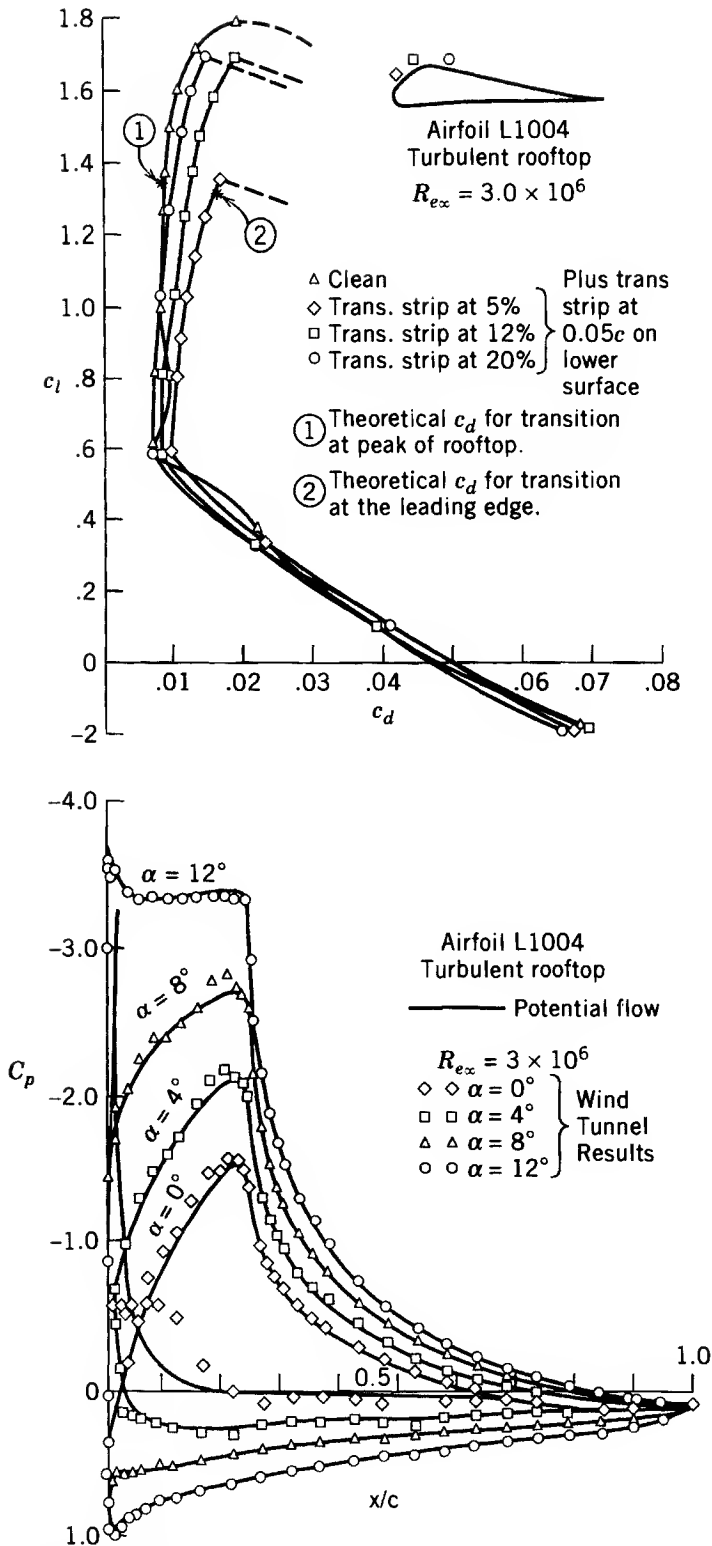 1.8
1.6
1.4
1.2
1.0
.8
.6
.4
.2
0
-2
c_l
.01
.02
.03
.04
.05
.06
.07
.08
c_d
1
2
Airfoil L1004
Turbulent rooftop
R_e∞ = 3.0 × 10^6
Clean
Trans. strip at 5%
Trans. strip at 12%
Trans. strip at 20%
Plus trans
strip at
0.05c on
lower
surface
1 Theoretical c_d for transition
at peak of rooftop.
2 Theoretical c_d for transition
at the leading edge.
-4.0
-3.0
-2.0
-1.0
0
1.0
C_p
α = 12°
α = 8°
α = 4°
α = 0°
Airfoil L1004
Turbulent rooftop
Potential flow
R_e∞ = 3 × 10^6
α = 0°
α = 4°
α = 8°
α = 12°
Wind
Tunnel
Results
0.5
1.0
x/c